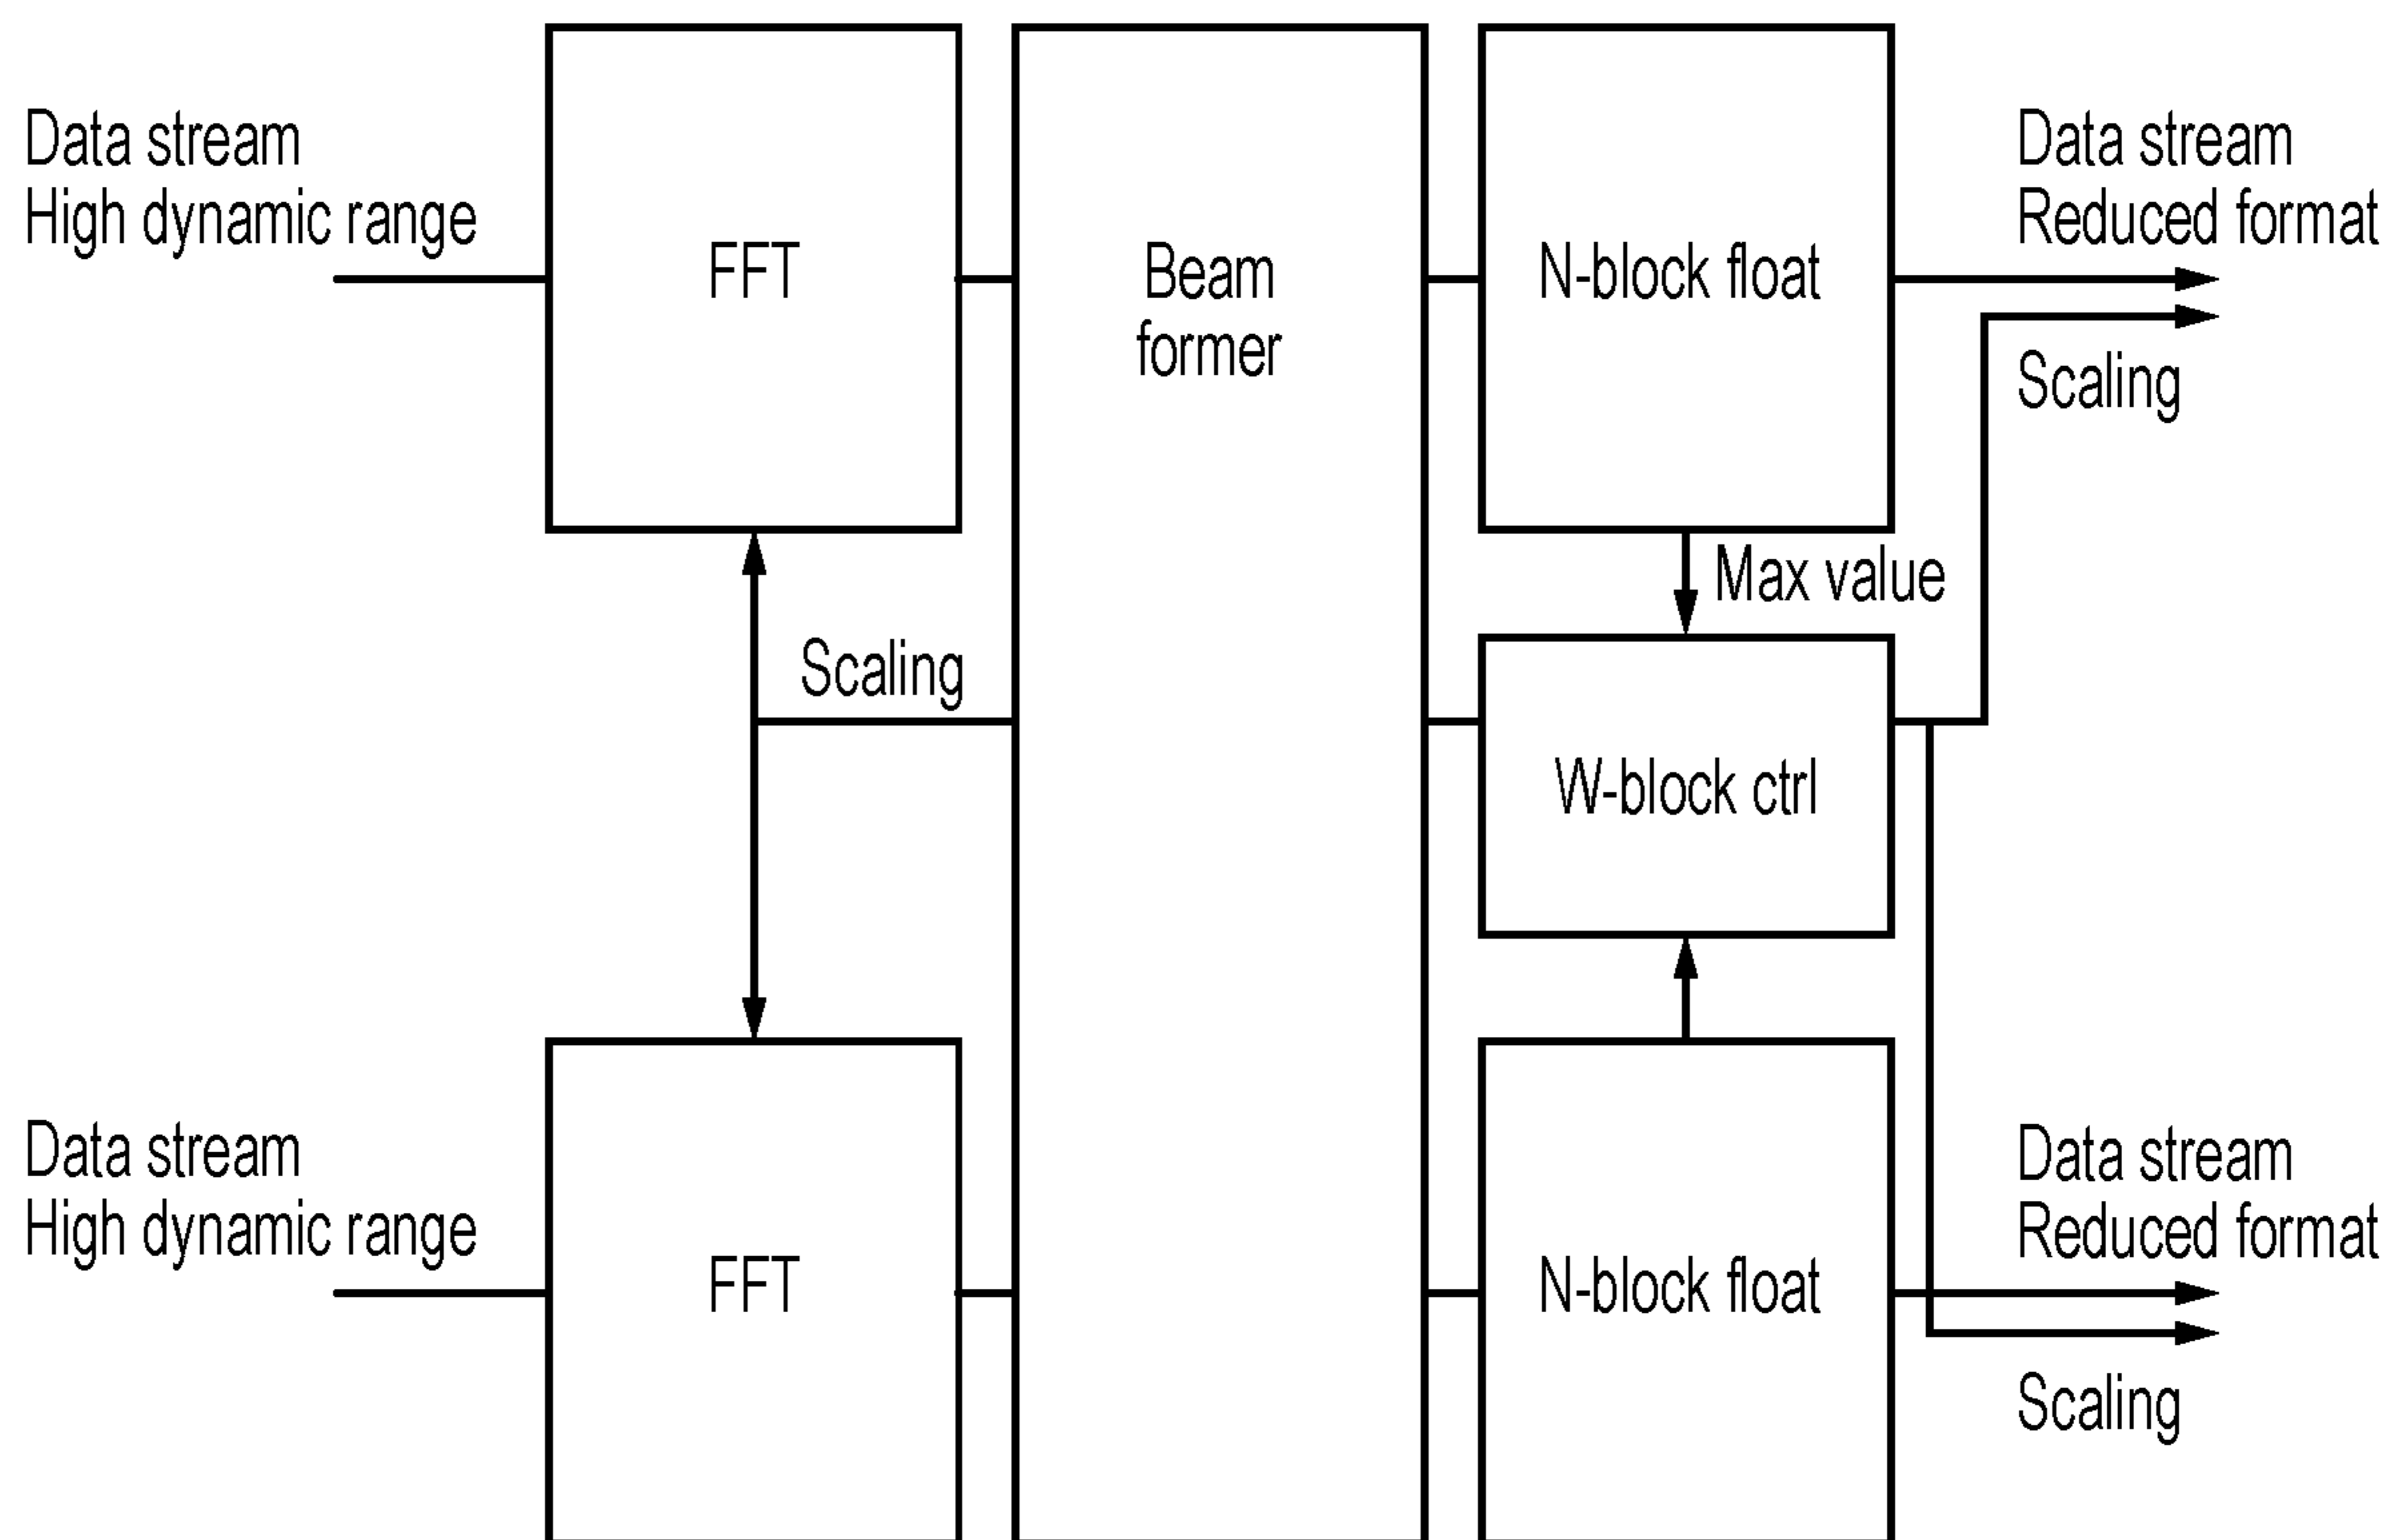 Data stream
High dynamic range
FFT
Beam
former
N-block float
Data stream
Reduced format
Scaling
Max value
Scaling
W-block ctrl
Data stream
High dynamic range
FFT
N-block float
Data stream
Reduced format
Scaling